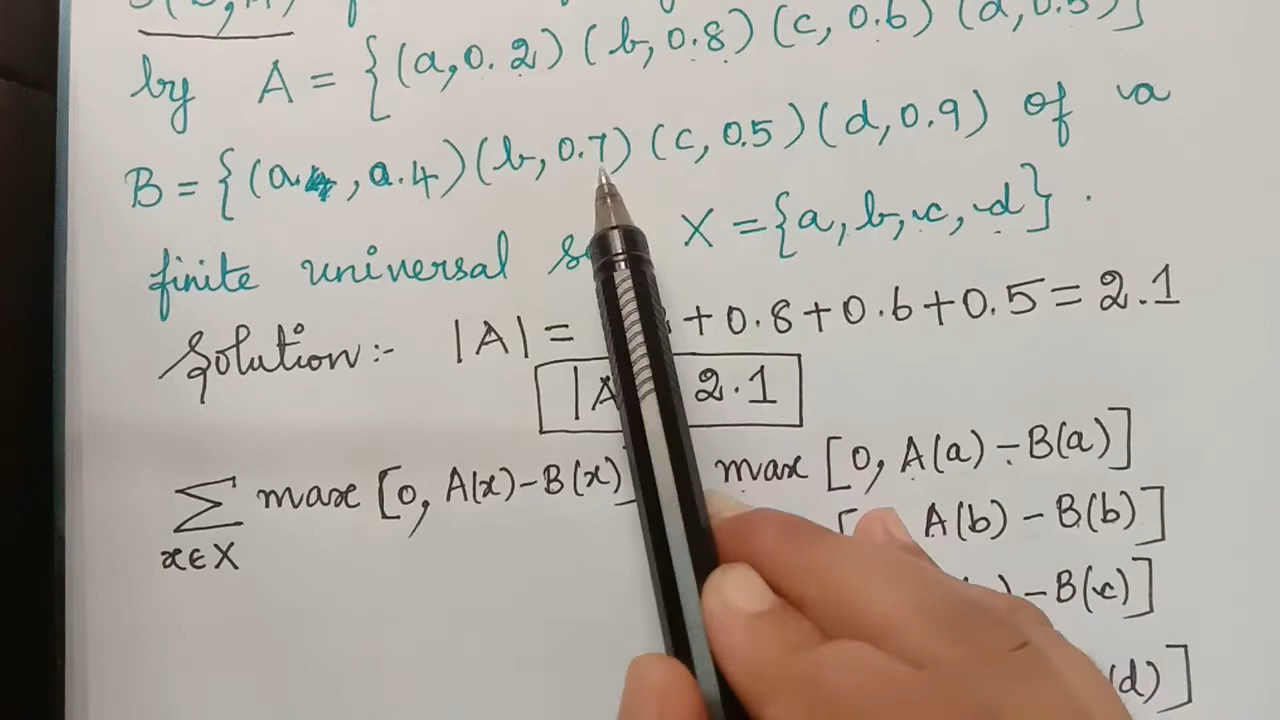 by A = {(a,0.2) (b,0.8) (c,0.6) (d,0.5)}
B = {(a, 0.4)(b, 0.7) (c, 0.5) (d, 0.9) of a
finite universal X = {a, b, c, d}.
Solution:- |A| = + 0.8 + 0.6 + 0.5 = 2.1
|A 2.1
∑ max [0, A(x) - B(x) max [0, A(a) - B(a)]
x∈X
[ A(b) - B(b)]
) - B(c)]
(d)]